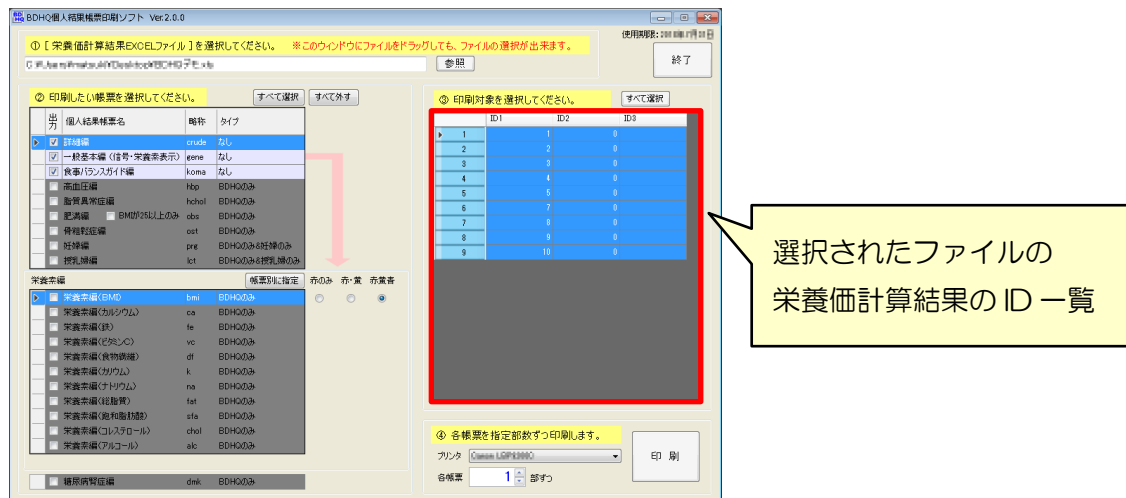 BDHQ個人結果帳票印刷ソフト Ver.2.0.0
① [ 栄養価計算結果EXCELファイル ] を選択してください。 ※このウィンドウにファイルをドラッグしても、ファイルの選択が出来ます。
使用期限:
参照
終了
② 印刷したい帳票を選択してください。 すべて選択 すべて外す
出力 個人結果帳票名 略称 タイプ
詳細編 crude なし
一般基本編 (信号・栄養素表示) gene なし
食事バランスガイド編 koma なし
高血圧編 hbp BDHQのみ
脂質異常症編 hchol BDHQのみ
肥満編 BMIが25以上のみ obs BDHQのみ
骨粗鬆症編 ost BDHQのみ
妊婦編 prg BDHQのみ&妊婦のみ
授乳婦編 lct BDHQのみ&授乳婦のみ
栄養素編 帳票別に指定 赤のみ 赤・黄 赤黄青
栄養素編(BMI) bmi BDHQのみ
栄養素編(カルシウム) ca BDHQのみ
栄養素編(鉄) fe BDHQのみ
栄養素編(ビタミンC) vc BDHQのみ
栄養素編(食物繊維) df BDHQのみ
栄養素編(カリウム) k BDHQのみ
栄養素編(ナトリウム) na BDHQのみ
栄養素編(総脂質) fat BDHQのみ
栄養素編(飽和脂肪酸) sfa BDHQのみ
栄養素編(コレステロール) chol BDHQのみ
栄養素編(アルコール) alc BDHQのみ
糖尿病腎症編 dmk BDHQのみ
③ 印刷対象を選択してください。 すべて選択
ID1 ID2 ID3
1 1 0
2 2 0
3 3 0
4 4 0
5 5 0
6 7 0
7 8 0
8 9 0
9 10 0
④ 各帳票を指定部数ずつ印刷します。
プリンタ
各帳票 1 部ずつ
印 刷
選択されたファイルの
栄養価計算結果の ID 一覧